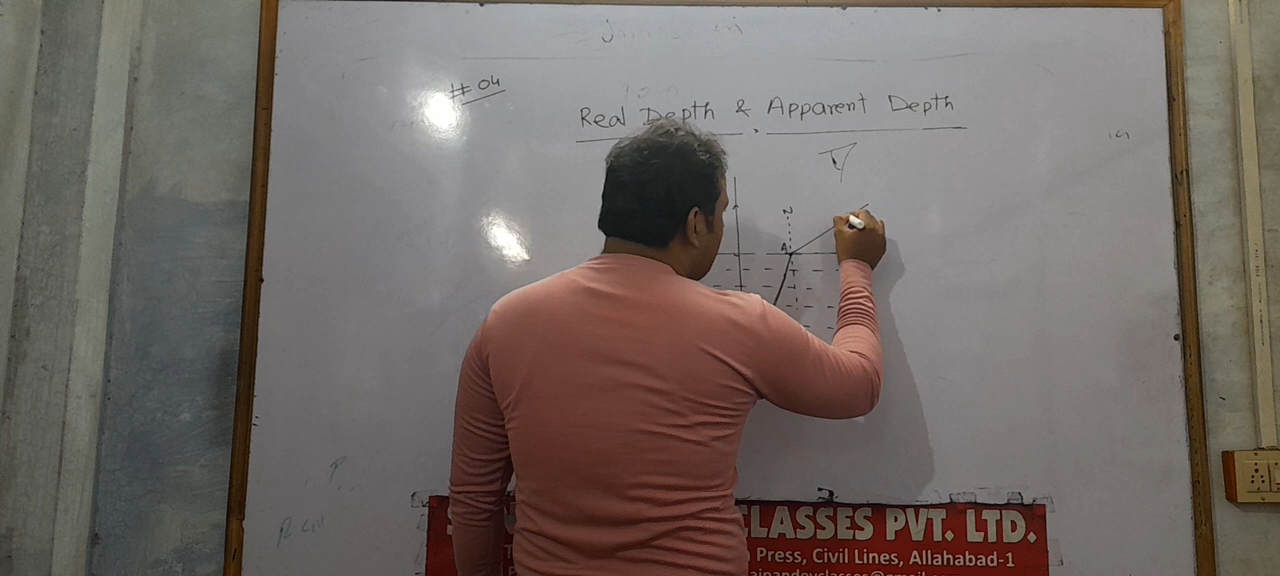 # 04
Real Depth & Apparent Depth
A
CLASSES PVT. LTD.
Press, Civil Lines, Allahabad-1